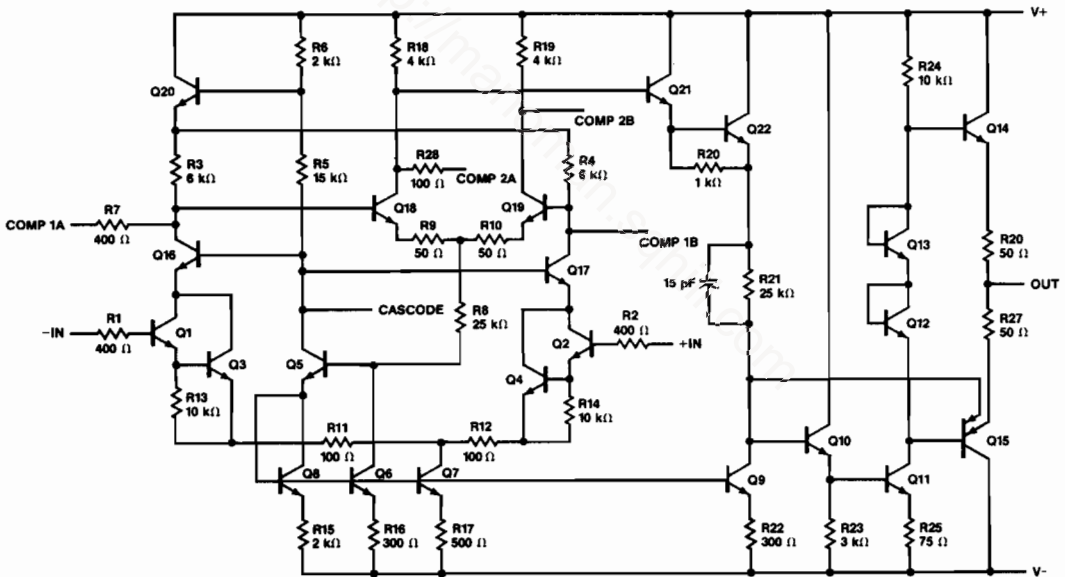 V+
R6
2 kΩ
R18
4 kΩ
R19
4 kΩ
R24
10 kΩ
Q20
Q21
COMP 2B
Q22
Q14
R3
6 kΩ
R5
15 kΩ
R28
100 Ω
COMP 2A
R4
6 kΩ
R20
1 kΩ
COMP 1A
R7
400 Ω
Q18
Q19
R9
50 Ω
R10
50 Ω
COMP 1B
Q13
R20
50 Ω
Q16
Q17
15 pF
R21
25 kΩ
OUT
CASCODE
R8
25 kΩ
Q12
R27
50 Ω
-IN
R1
400 Ω
Q1
Q3
Q5
Q2
R2
400 Ω
+IN
Q4
R13
10 kΩ
R14
10 kΩ
R11
100 Ω
R12
100 Ω
Q10
Q15
Q8
Q6
Q7
Q9
Q11
R15
2 kΩ
R16
300 Ω
R17
500 Ω
R22
300 Ω
R23
3 kΩ
R25
75 Ω
V-